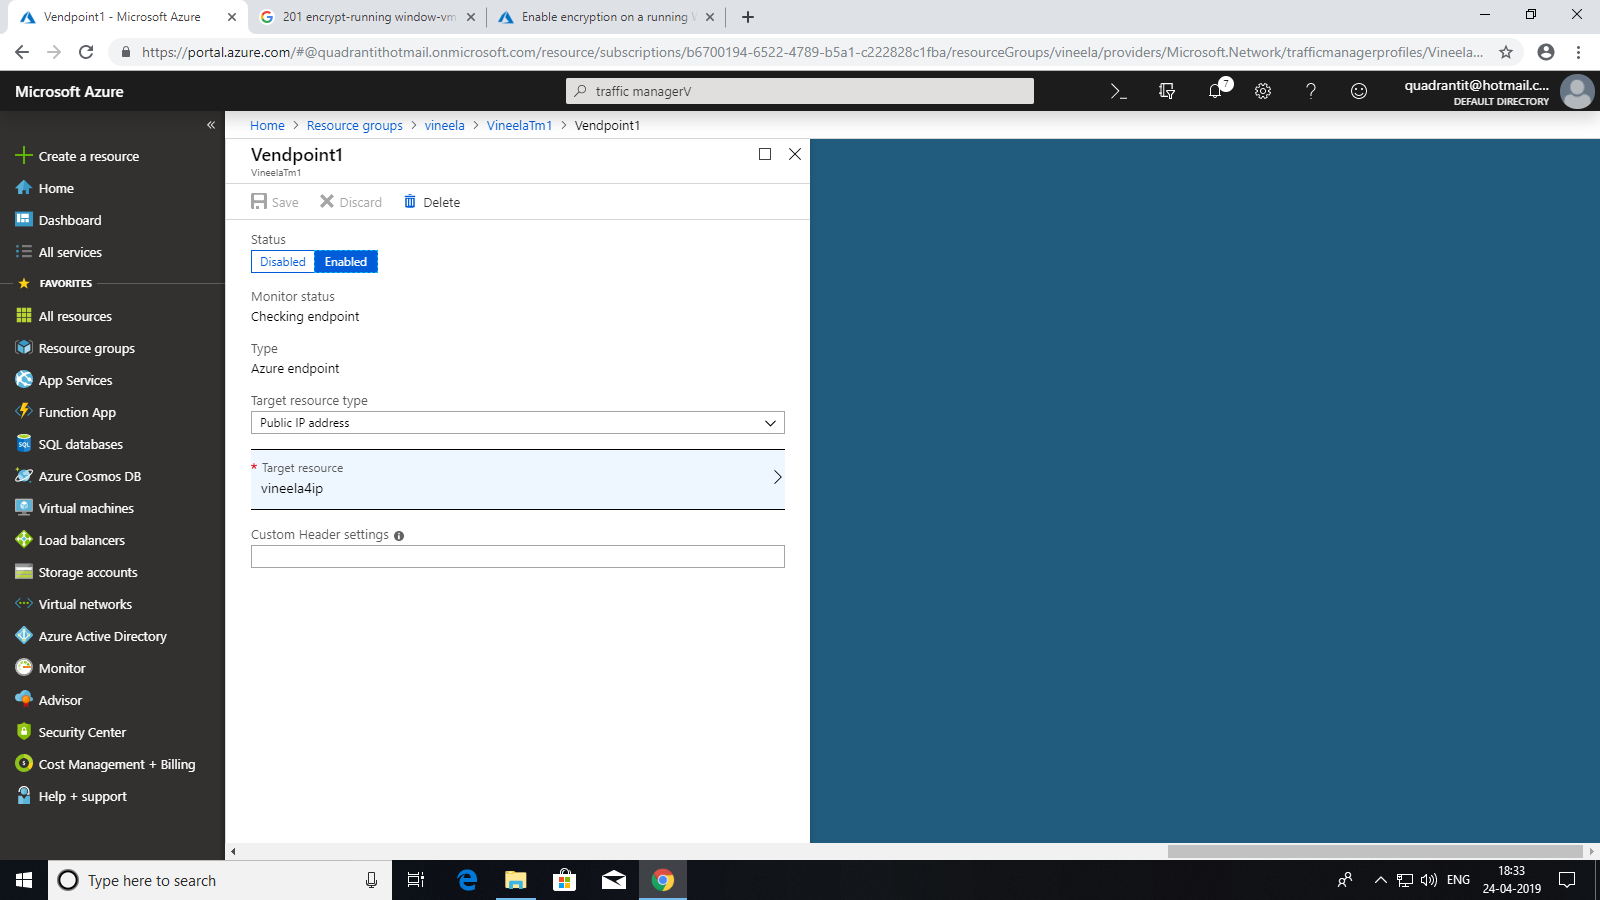 Vendpoint1 - Microsoft Azure
201 encrypt-running window-vm
Enable encryption on a running
https://portal.azure.com/#@quadrantithotmail.onmicrosoft.com/resource/subscriptions/b6700194-6522-4789-b5a1-c222828c1fba/resourceGroups/vineela/providers/Microsoft.Network/trafficmanagerprofiles/Vineela...
Microsoft Azure
traffic managerV
7
quadrantit@hotmail.c...
DEFAULT DIRECTORY
Home > Resource groups > vineela > VineelaTm1 > Vendpoint1
Create a resource
Home
Dashboard
All services
FAVORITES
All resources
Resource groups
App Services
Function App
SQL databases
Azure Cosmos DB
Virtual machines
Load balancers
Storage accounts
Virtual networks
Azure Active Directory
Monitor
Advisor
Security Center
Cost Management + Billing
Help + support
Vendpoint1
VineelaTm1
Save Discard Delete
Status
Disabled Enabled
Monitor status
Checking endpoint
Type
Azure endpoint
Target resource type
Public IP address
* Target resource
vineela4ip
Custom Header settings
Type here to search
ENG
18:33
24-04-2019